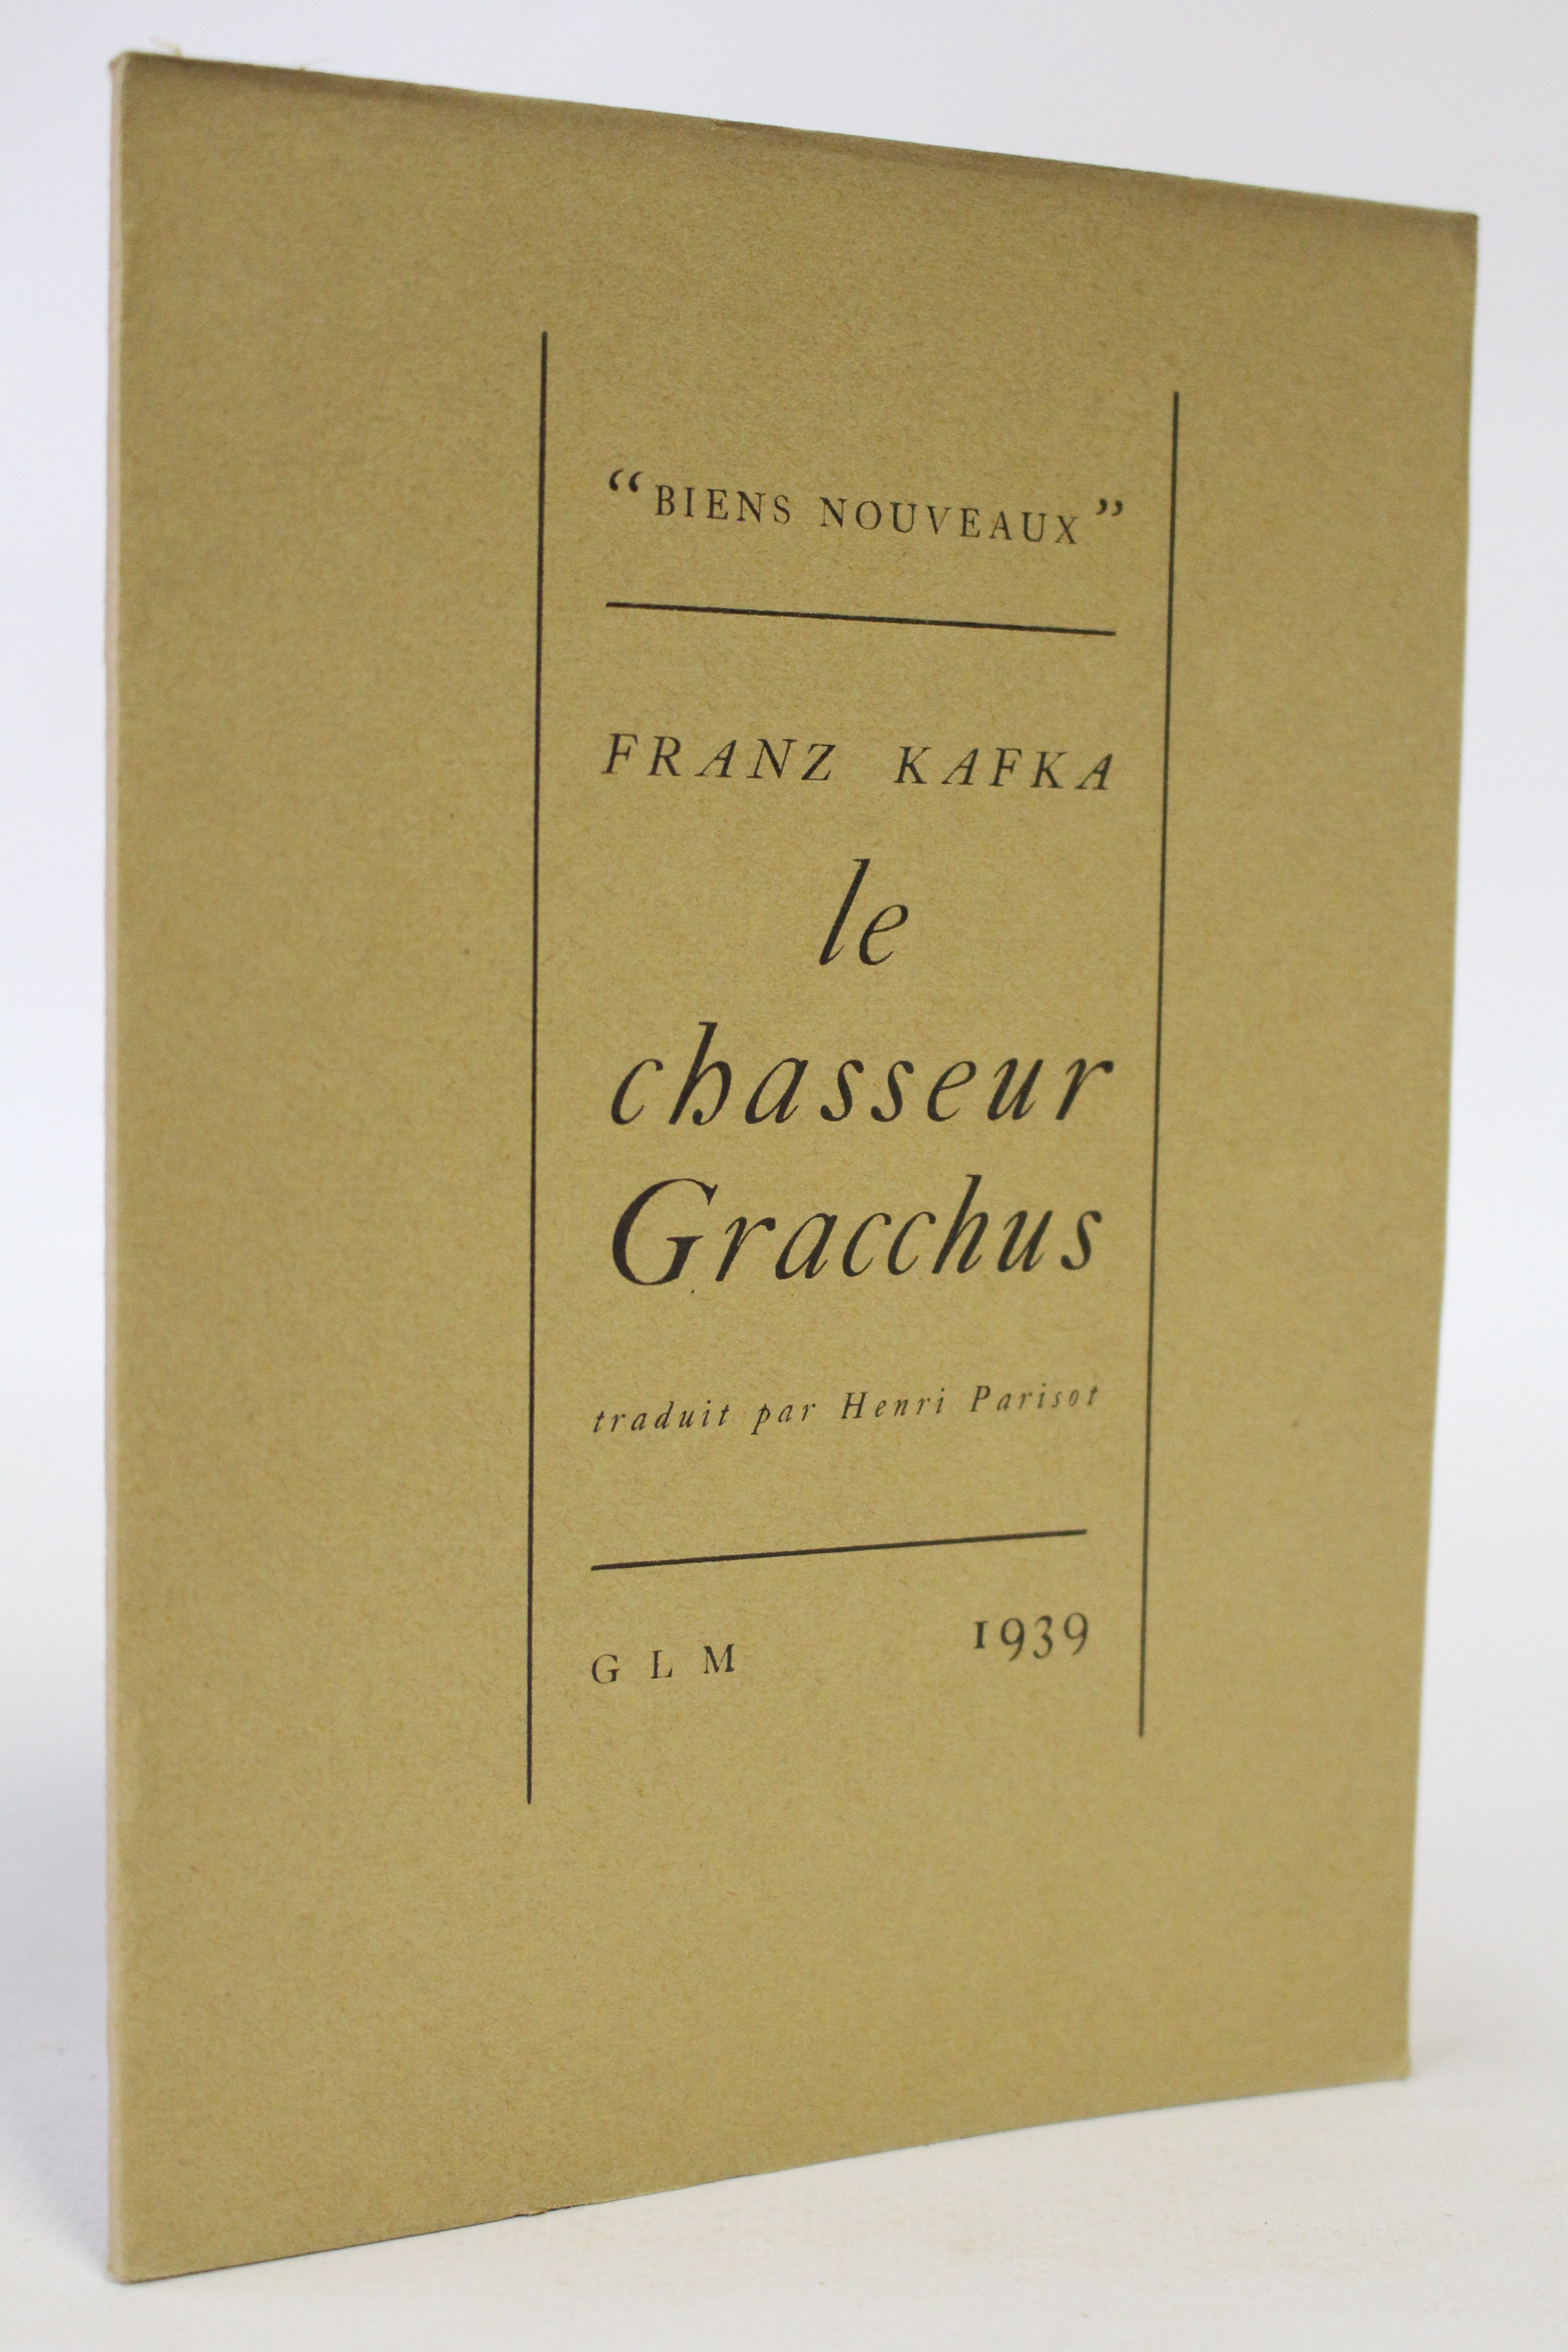 “BIENS NOUVEAUX”
FRANZ KAFKA
le
chasseur
Gracchus
traduit par Henri Parisot
G L M 1939